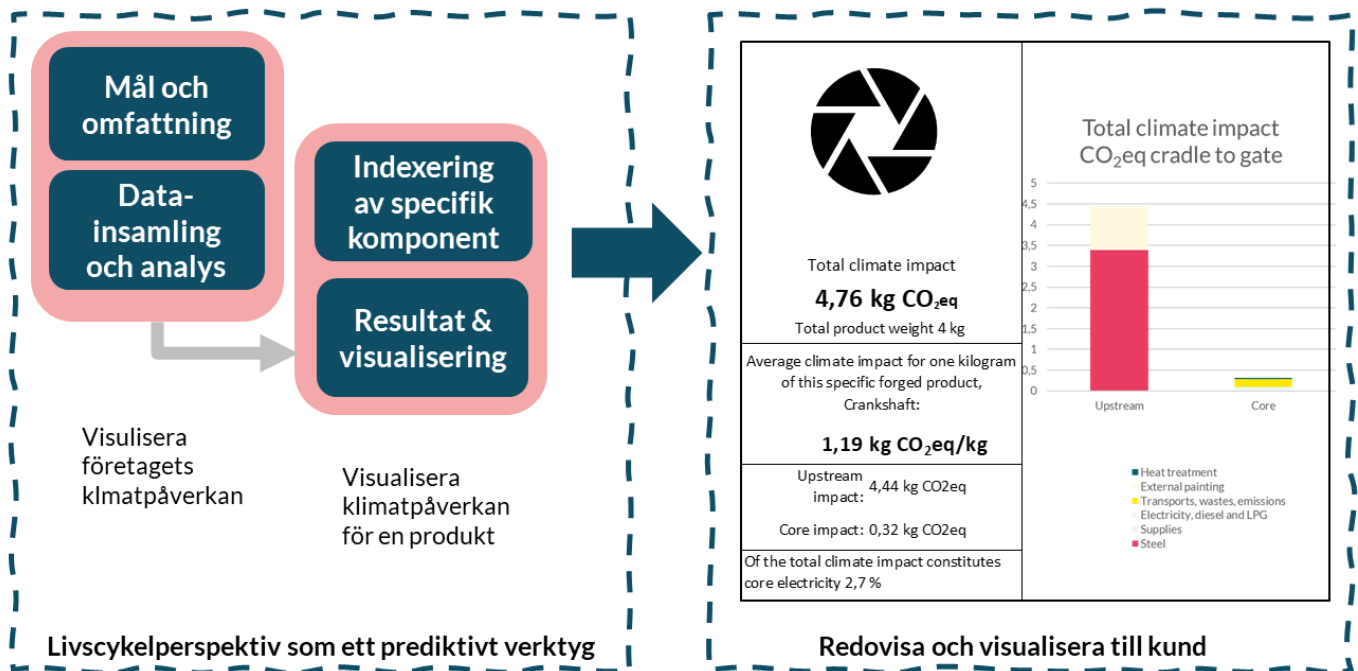 Mål och
omfattning
Data-
insamling
och analys
Indexering
av specifik
komponent
Resultat &
visualisering
Visulisera
företagets
klmatpåverkan
Visualisera
klimatpåverkan
för en produkt
Livscykelperspektiv som ett prediktivt verktyg
Total climate impact
4,76 kg CO₂eq
Total product weight 4 kg
Average climate impact for one kilogram
of this specific forged product,
Crankshaft:
1,19 kg CO₂eq/kg
Upstream
impact: 4,44 kg CO2eq
Core impact: 0,32 kg CO2eq
Of the total climate impact constitutes
core electricity 2,7 %
Total climate impact
CO₂eq cradle to gate
5
4,5
4
3,5
3
2,5
2
1,5
1
0,5
0
Upstream Core
Heat treatment
External painting
Transports, wastes, emissions
Electricity, diesel and LPG
Supplies
Steel
Redovisa och visualisera till kund